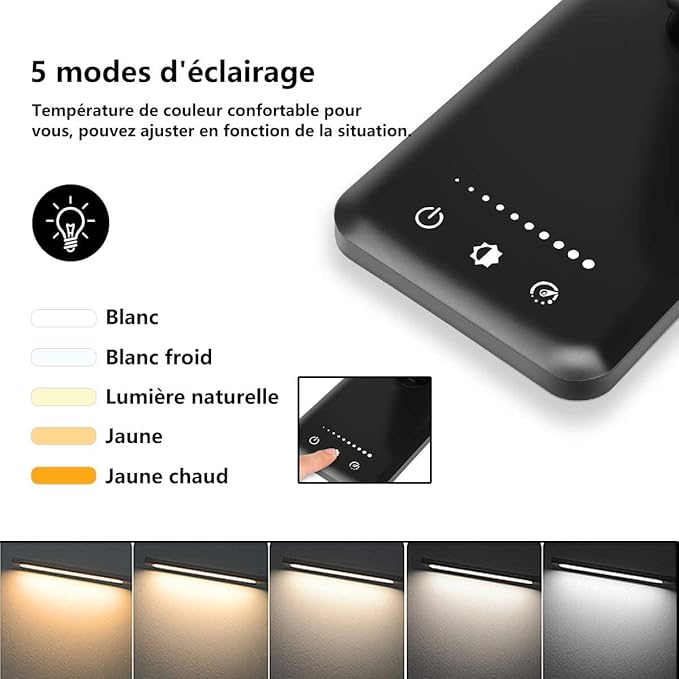 5 modes d'éclairage
Température de couleur confortable pour
vous, pouvez ajuster en fonction de la situation.
Blanc
Blanc froid
Lumière naturelle
Jaune
Jaune chaud